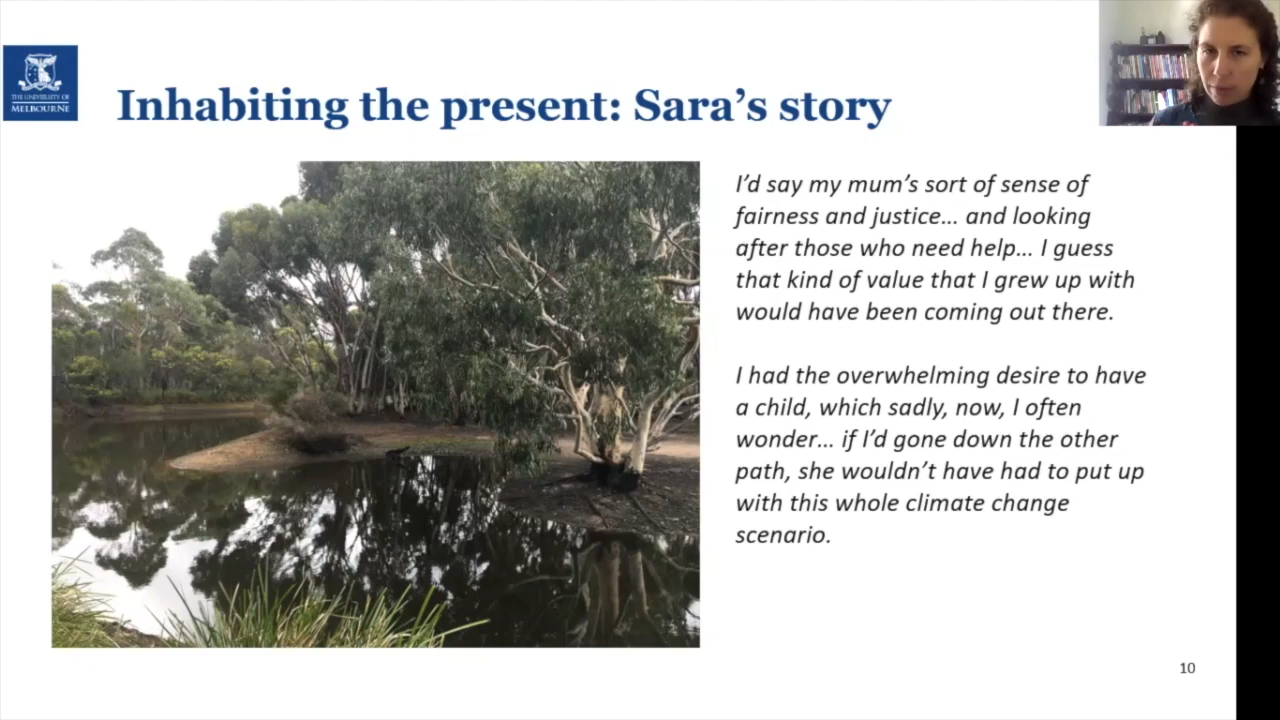 THE UNIVERSITY OF
MELBOURNE
Inhabiting the present: Sara’s story
I’d say my mum’s sort of sense of
fairness and justice… and looking
after those who need help… I guess
that kind of value that I grew up with
would have been coming out there.
I had the overwhelming desire to have
a child, which sadly, now, I often
wonder… if I’d gone down the other
path, she wouldn’t have had to put up
with this whole climate change
scenario.
10